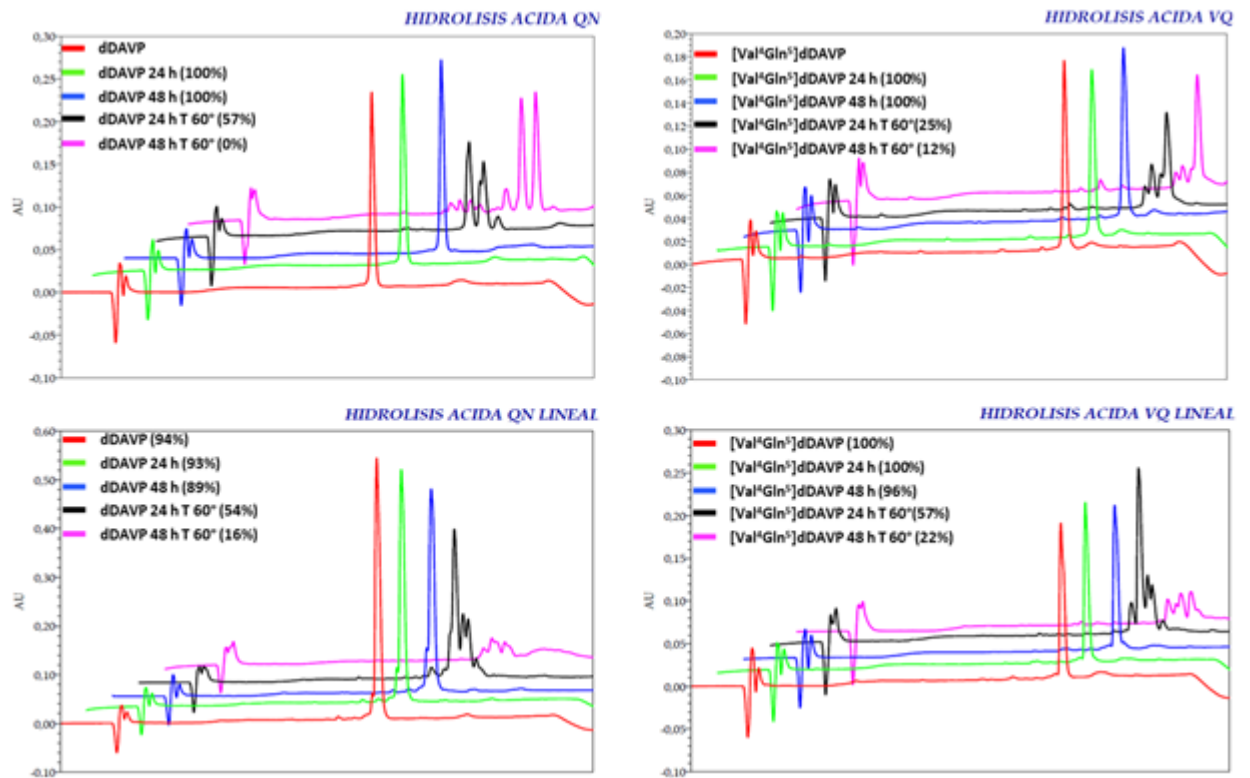 HIDROLISIS ACIDA QN
0,30
0,25
0,20
0,15
0,10
0,05
0,00
-0,05
-0,10
AU
dDAVP
dDAVP 24 h (100%)
dDAVP 48 h (100%)
dDAVP 24 h T 60° (57%)
dDAVP 48 h T 60° (0%)
HIDROLISIS ACIDA VQ
0,20
0,18
0,16
0,14
0,12
0,10
0,08
0,06
0,04
0,02
0,00
-0,02
-0,04
-0,06
-0,08
-0,10
AU
[Val⁴Gln⁵]dDAVP
[Val⁴Gln⁵]dDAVP 24 h (100%)
[Val⁴Gln⁵]dDAVP 48 h (100%)
[Val⁴Gln⁵]dDAVP 24 h T 60°(25%)
[Val⁴Gln⁵]dDAVP 48 h T 60° (12%)
HIDROLISIS ACIDA QN LINEAL
0,60
0,50
0,40
0,30
0,20
0,10
0,00
-0,10
AU
dDAVP (94%)
dDAVP 24 h (93%)
dDAVP 48 h (89%)
dDAVP 24 h T 60° (54%)
dDAVP 48 h T 60° (16%)
HIDROLISIS ACIDA VQ LINEAL
0,30
0,25
0,20
0,15
0,10
0,05
0,00
-0,05
-0,10
AU
[Val⁴Gln⁵]dDAVP (100%)
[Val⁴Gln⁵]dDAVP 24 h (100%)
[Val⁴Gln⁵]dDAVP 48 h (96%)
[Val⁴Gln⁵]dDAVP 24 h T 60°(57%)
[Val⁴Gln⁵]dDAVP 48 h T 60° (22%)